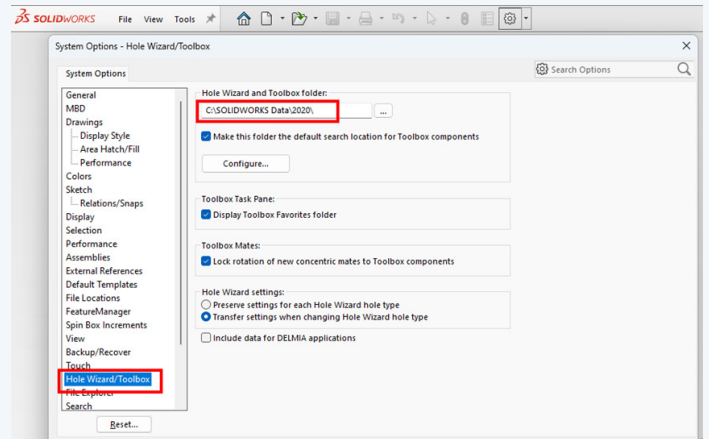 SOLIDWORKS File View Tools
System Options - Hole Wizard/Toolbox
System Options
Search Options
General
MBD
Drawings
Display Style
Area Hatch/Fill
Performance
Colors
Sketch
Relations/Snaps
Display
Selection
Performance
Assemblies
External References
Default Templates
File Locations
FeatureManager
Spin Box Increments
View
Backup/Recover
Touch
Hole Wizard/Toolbox
File Explorer
Search
Reset...
Hole Wizard and Toolbox folder:
C:\SOLIDWORKS Data\2020\
...
Make this folder the default search location for Toolbox components
Configure...
Toolbox Task Pane:
Display Toolbox Favorites folder
Toolbox Mates:
Lock rotation of new concentric mates to Toolbox components
Hole Wizard settings:
Preserve settings for each Hole Wizard hole type
Transfer settings when changing Hole Wizard hole type
Include data for DELMIA applications